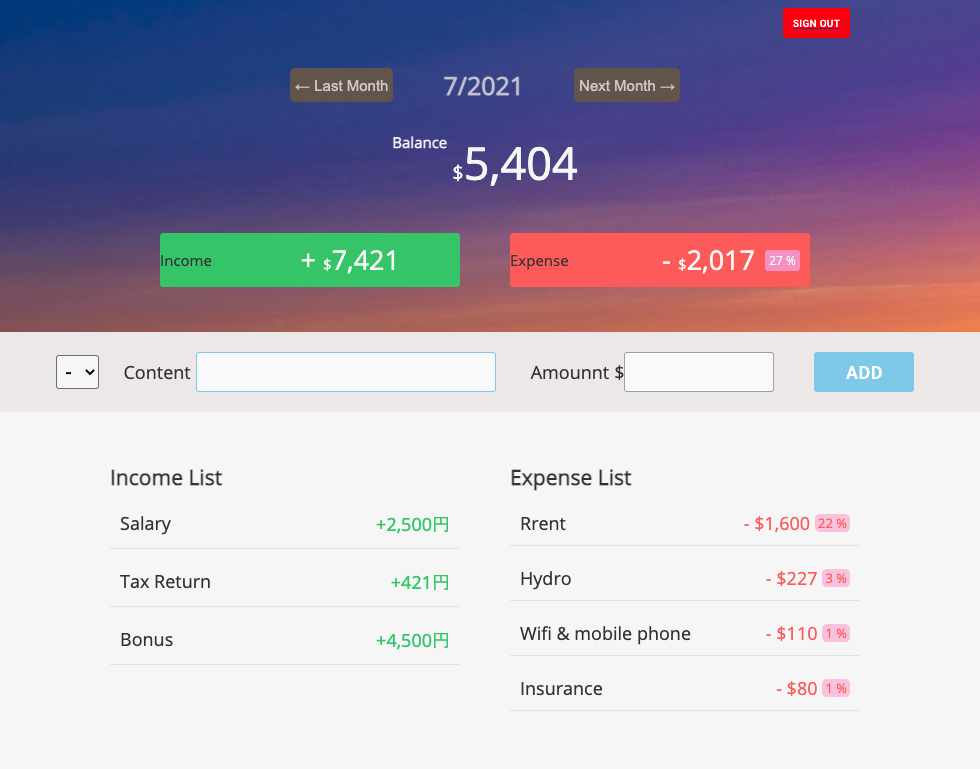 SIGN OUT
← Last Month 7/2021 Next Month →
Balance $5,404
Income + $7,421 Expense - $2,017 27 %
- Content Amounnt $ ADD
Income List
Salary +2,500円
Tax Return +421円
Bonus +4,500円
Expense List
Rrent - $1,600 22 %
Hydro - $227 3 %
Wifi & mobile phone - $110 1 %
Insurance - $80 1 %